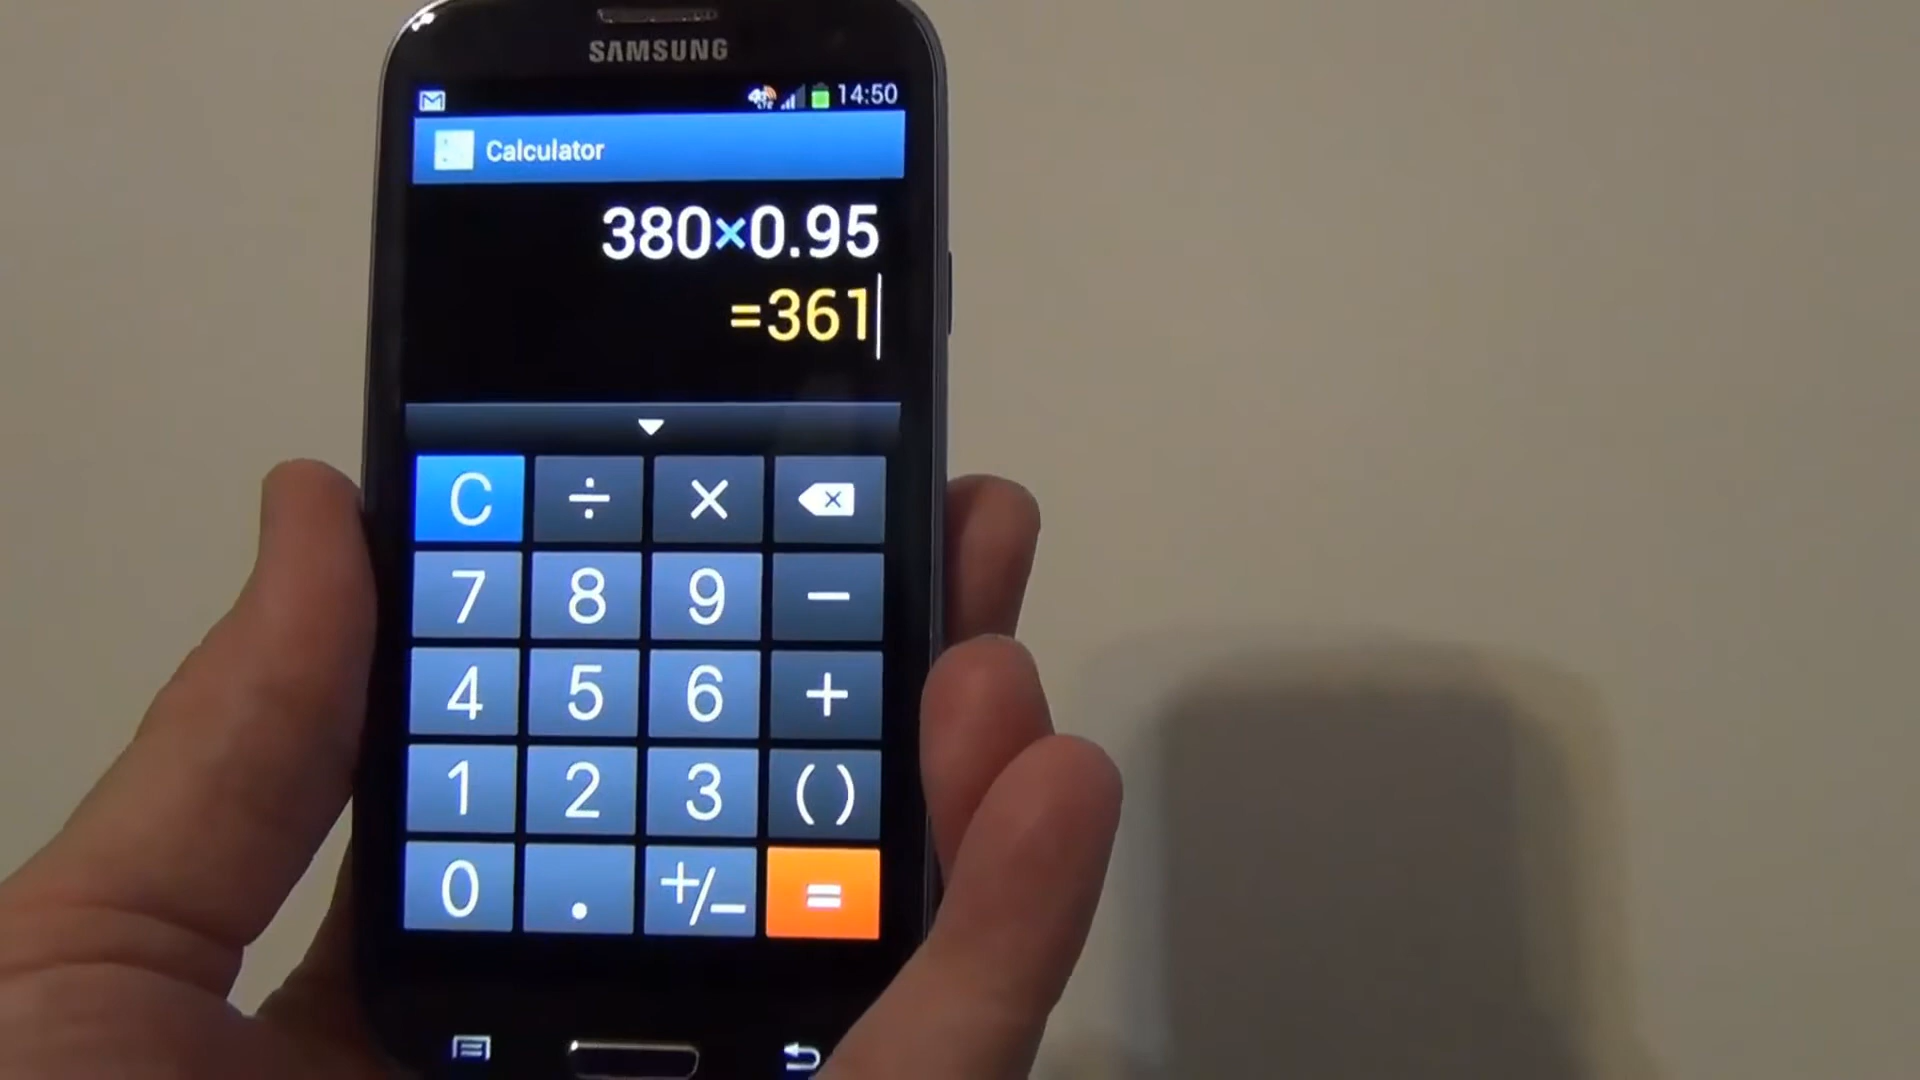 SAMSUNG
14:50
Calculator
380×0.95
=361
C ÷ ×
7 8 9 −
4 5 6 +
1 2 3 ()
0 . +/− =